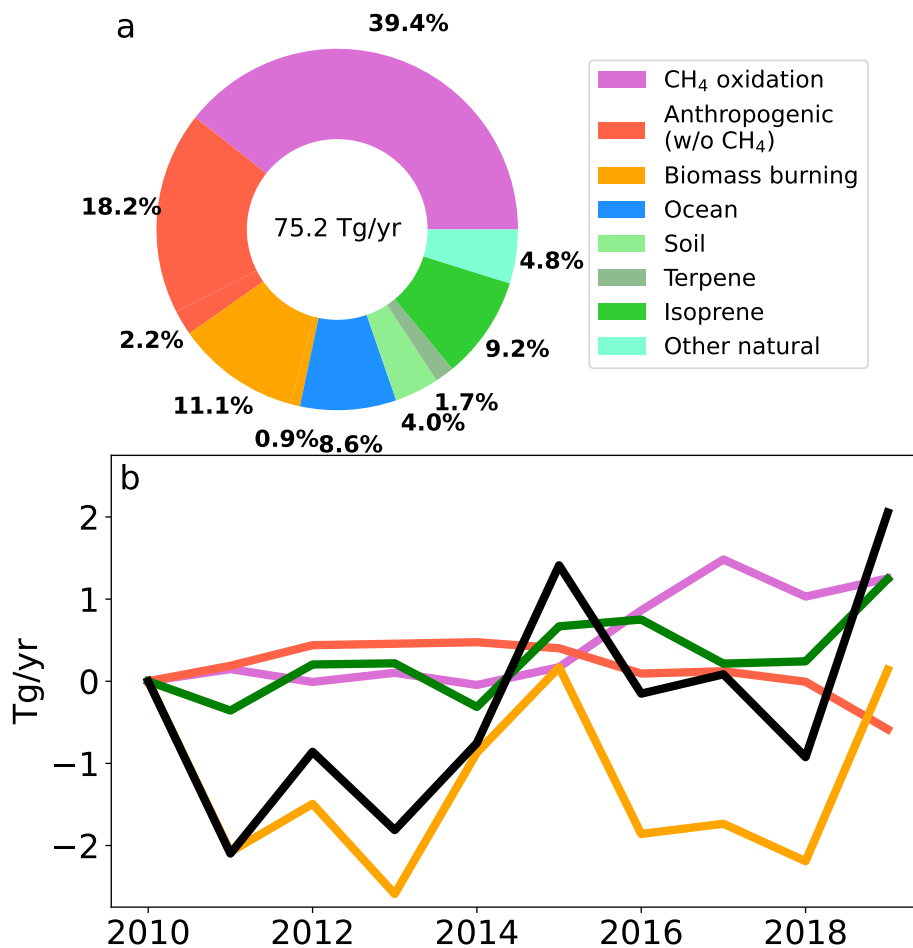 a
39.4%
18.2%
2.2%
11.1%
0.9%
8.6%
4.0%
1.7%
9.2%
4.8%
75.2 Tg/yr
CH₄ oxidation
Anthropogenic
(w/o CH₄)
Biomass burning
Ocean
Soil
Terpene
Isoprene
Other natural
b
Tg/yr
2
1
0
−1
−2
2010 2012 2014 2016 2018